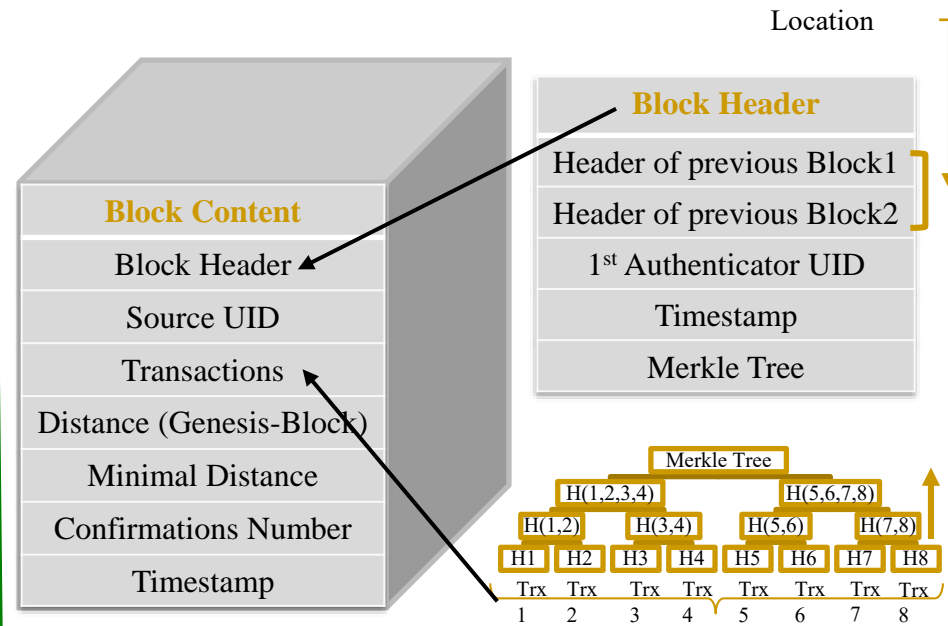 Location
Block Header
Header of previous Block1
Header of previous Block2
1st Authenticator UID
Timestamp
Merkle Tree
Block Content
Block Header
Source UID
Transactions
Distance (Genesis-Block)
Minimal Distance
Confirmations Number
Timestamp
Merkle Tree
H(1,2,3,4) H(5,6,7,8)
H(1,2) H(3,4) H(5,6) H(7,8)
H1 H2 H3 H4 H5 H6 H7 H8
Trx Trx Trx Trx Trx Trx Trx Trx
1 2 3 4 5 6 7 8